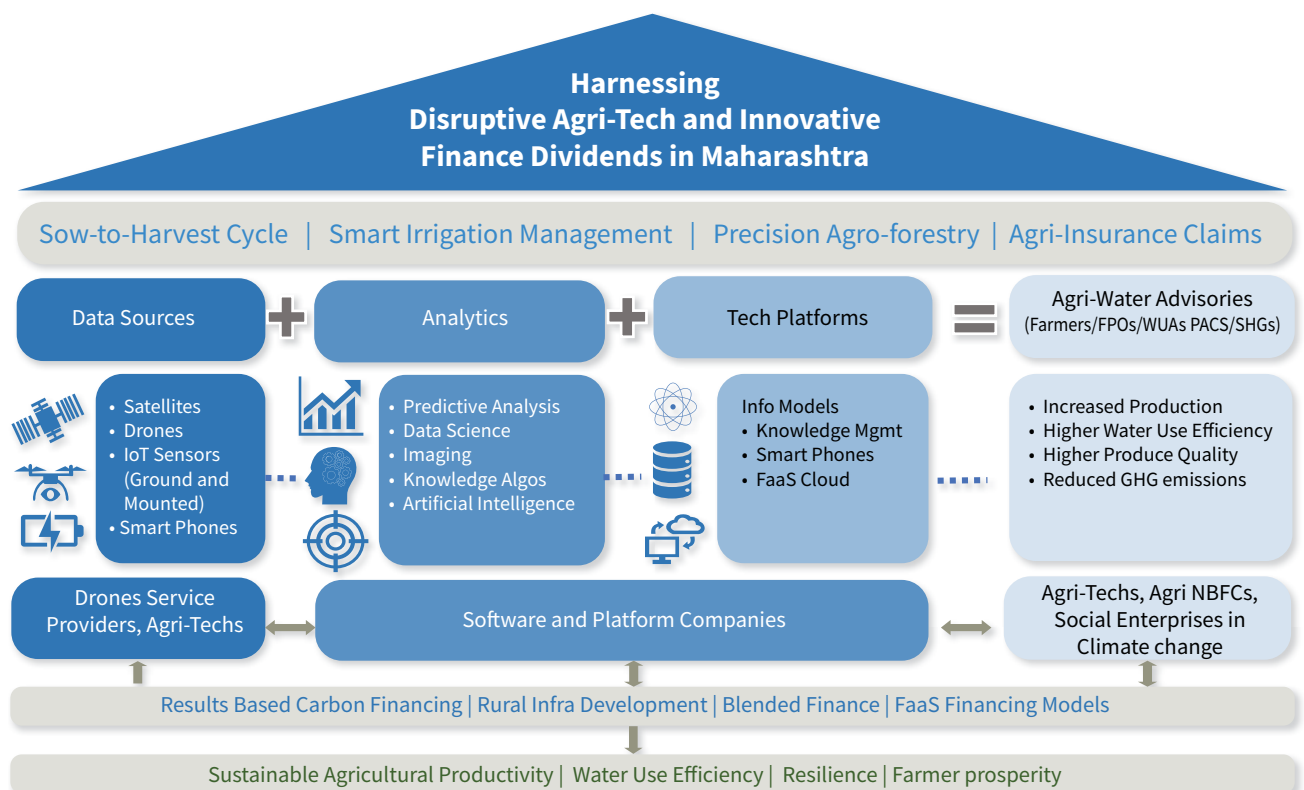 Harnessing
Disruptive Agri-Tech and Innovative
Finance Dividends in Maharashtra
Sow-to-Harvest Cycle | Smart Irrigation Management | Precision Agro-forestry | Agri-Insurance Claims
Data Sources
Analytics
Tech Platforms
Agri-Water Advisories
(Farmers/FPOs/WUAs PACS/SHGs)
• Satellites
• Drones
• IoT Sensors
(Ground and
Mounted)
• Smart Phones
• Predictive Analysis
• Data Science
• Imaging
• Knowledge Algos
• Artificial Intelligence
Info Models
• Knowledge Mgmt
• Smart Phones
• FaaS Cloud
• Increased Production
• Higher Water Use Efficiency
• Higher Produce Quality
• Reduced GHG emissions
Drones Service
Providers, Agri-Techs
Software and Platform Companies
Agri-Techs, Agri NBFCs,
Social Enterprises in
Climate change
Results Based Carbon Financing | Rural Infra Development | Blended Finance | FaaS Financing Models
Sustainable Agricultural Productivity | Water Use Efficiency | Resilience | Farmer prosperity